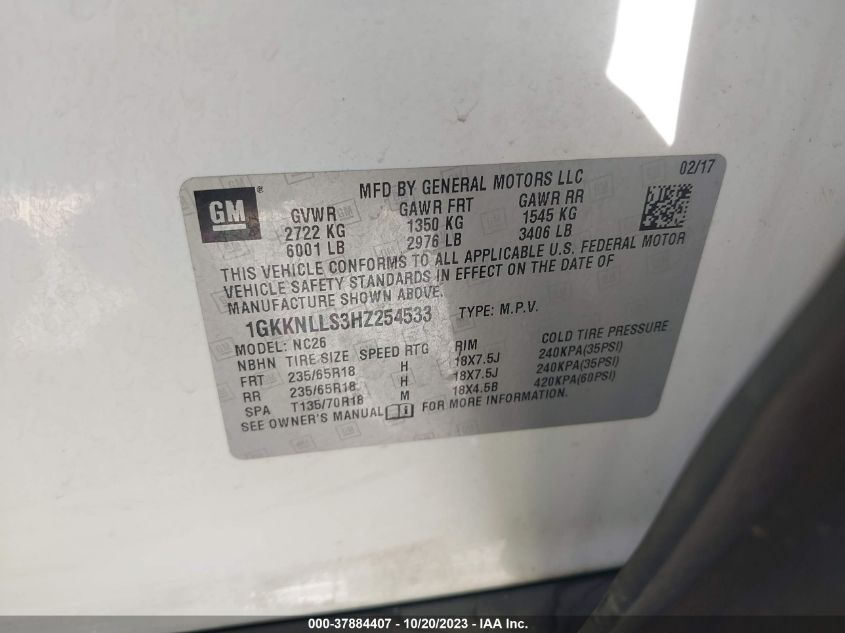 02/17
GM®
MFD BY GENERAL MOTORS LLC
GVWR GAWR FRT GAWR RR
2722 KG 1350 KG 1545 KG
6001 LB 2976 LB 3406 LB
THIS VEHICLE CONFORMS TO ALL APPLICABLE U.S. FEDERAL MOTOR
VEHICLE SAFETY STANDARDS IN EFFECT ON THE DATE OF
MANUFACTURE SHOWN ABOVE.
1GKKNLLS3HZ254533 TYPE: M.P.V.
MODEL: NC26
NBHN TIRE SIZE SPEED RTG RIM COLD TIRE PRESSURE
FRT 235/65R18 H 18X7.5J 240KPA(35PSI)
RR 235/65R18 H 18X7.5J 240KPA(35PSI)
SPA T135/70R18 M 18X4.5B 420KPA(60PSI)
SEE OWNER'S MANUAL FOR MORE INFORMATION.
000-37884407 - 10/20/2023 - IAA Inc.